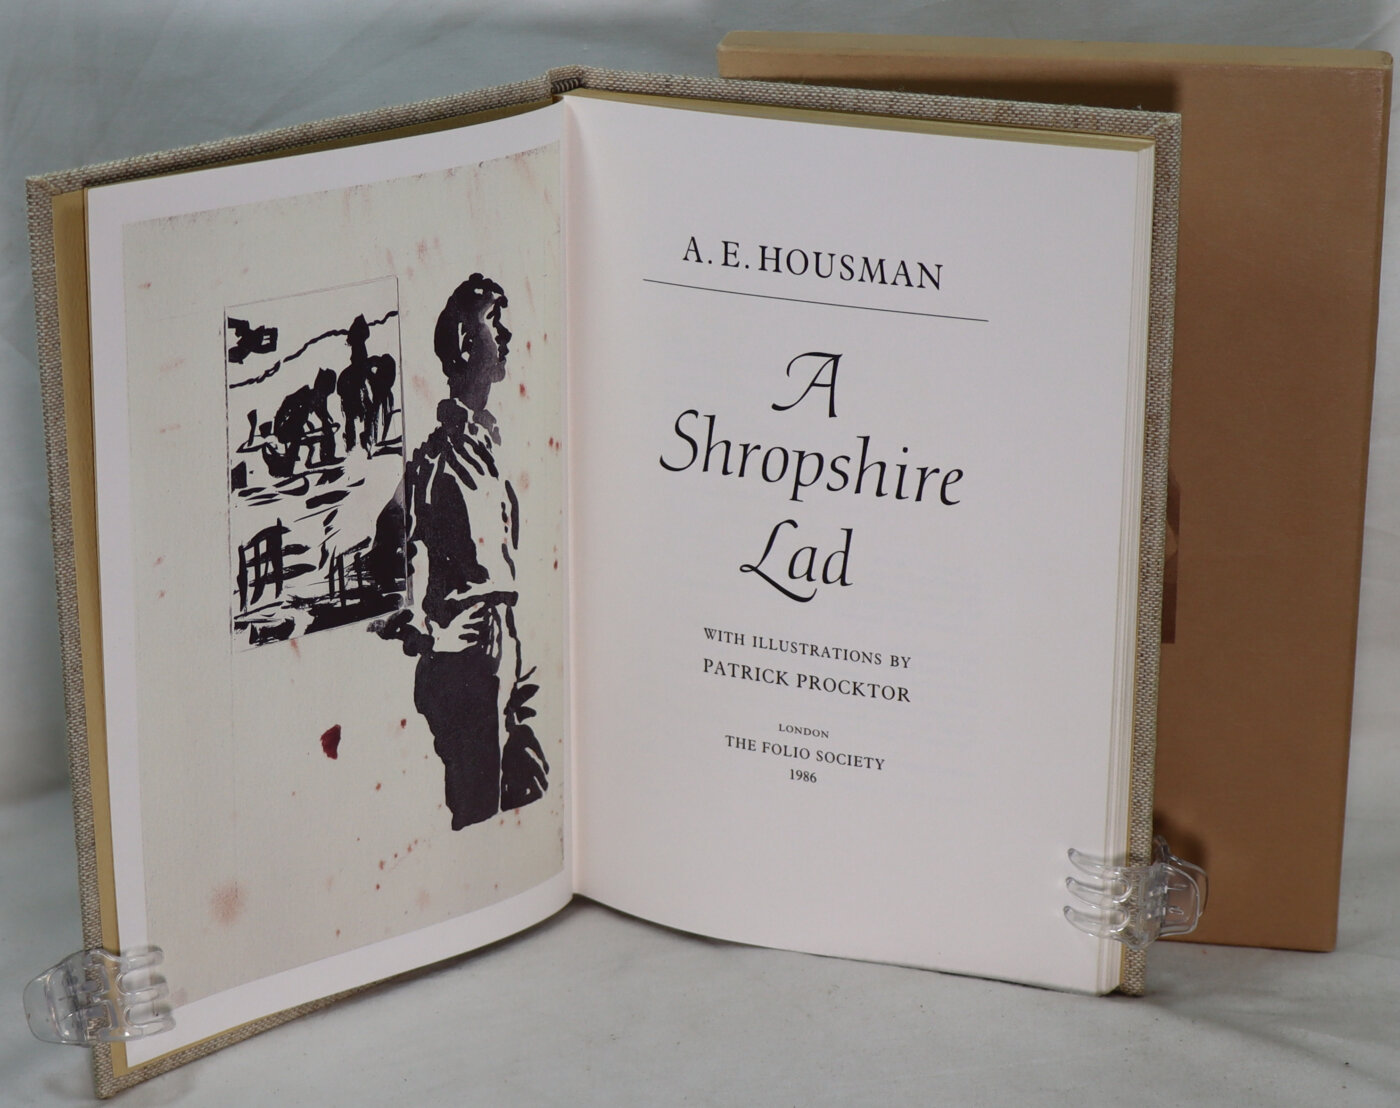 A. E. HOUSMAN
A
Shropshire
Lad
WITH ILLUSTRATIONS BY
PATRICK PROCKTOR
LONDON
THE FOLIO SOCIETY
1986